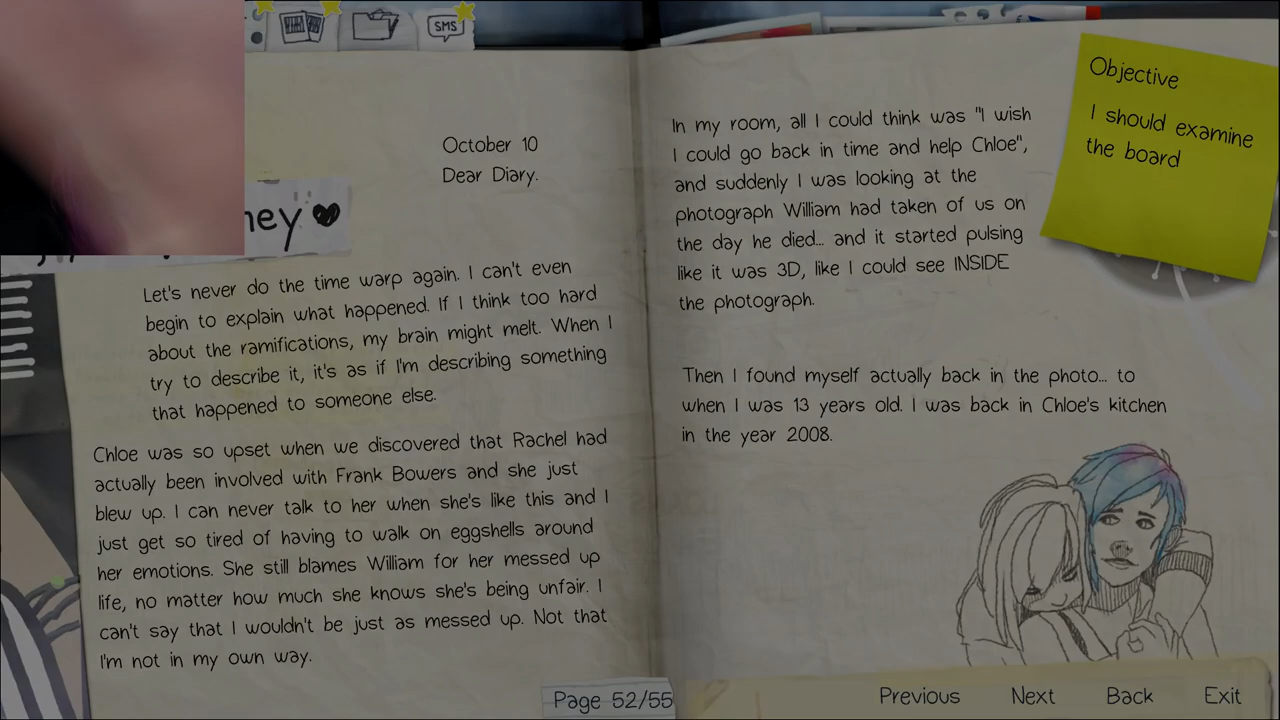 SMS
October 10
Dear Diary.
Let's never do the time warp again. I can't even
begin to explain what happened. If I think too hard
about the ramifications, my brain might melt. When I
try to describe it, it's as if I'm describing something
that happened to someone else.
Chloe was so upset when we discovered that Rachel had
actually been involved with Frank Bowers and she just
blew up. I can never talk to her when she's like this and I
just get so tired of having to walk on eggshells around
her emotions. She still blames William for her messed up
life, no matter how much she knows she's being unfair. I
can't say that I wouldn't be just as messed up. Not that
I'm not in my own way.
In my room, all I could think was "I wish
I could go back in time and help Chloe",
and suddenly I was looking at the
photograph William had taken of us on
the day he died... and it started pulsing
like it was 3D, like I could see INSIDE
the photograph.
Then I found myself actually back in the photo... to
when I was 13 years old. I was back in Chloe's kitchen
in the year 2008.
Objective
I should examine
the board
Page 52/55
Previous Next Back Exit